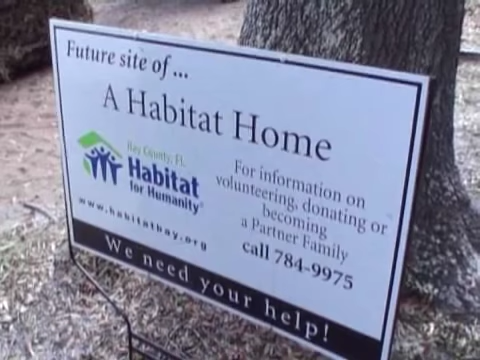 Future site of ...
A Habitat Home
Bay County, FL
Habitat
for Humanity®
www.habitatbay.org
For information on
volunteering, donating or
becoming
a Partner Family
call 784-9975
We need your help!